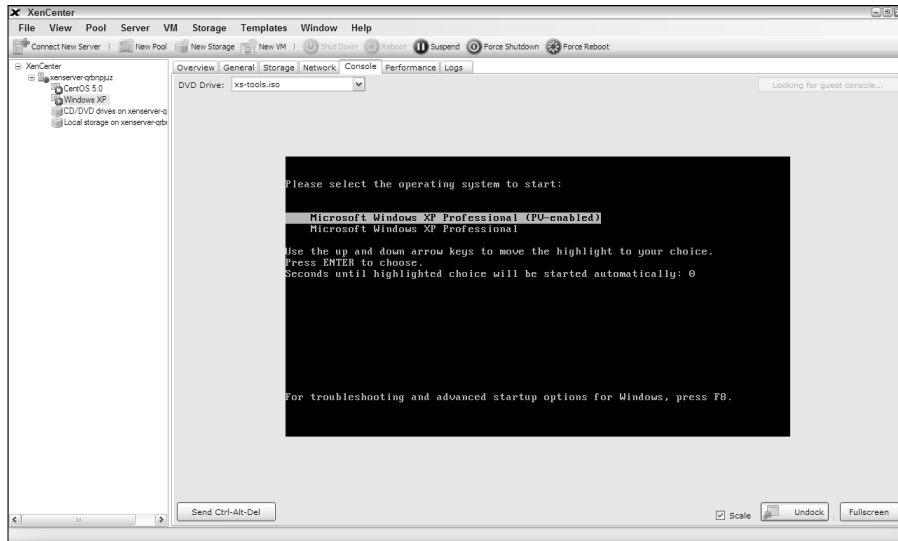 XenCenter
File View Pool Server VM Storage Templates Window Help
Connect New Server New Pool New Storage New VM Shut Down Reboot Suspend Force Shutdown Force Reboot
XenCenter
xenserver-qrbnpjuz
CentOS 5.0
Windows XP
CD/DVD drives on xenserver-q
Local storage on xenserver-qrb
Overview General Storage Network Console Performance Logs
DVD Drive: xs-tools.iso
Looking for guest console...
Please select the operating system to start:
Microsoft Windows XP Professional (PV-enabled)
Microsoft Windows XP Professional
Use the up and down arrow keys to move the highlight to your choice.
Press ENTER to choose.
Seconds until highlighted choice will be started automatically: 0
For troubleshooting and advanced startup options for Windows, press F8.
Send Ctrl-Alt-Del
Scale Undock Fullscreen